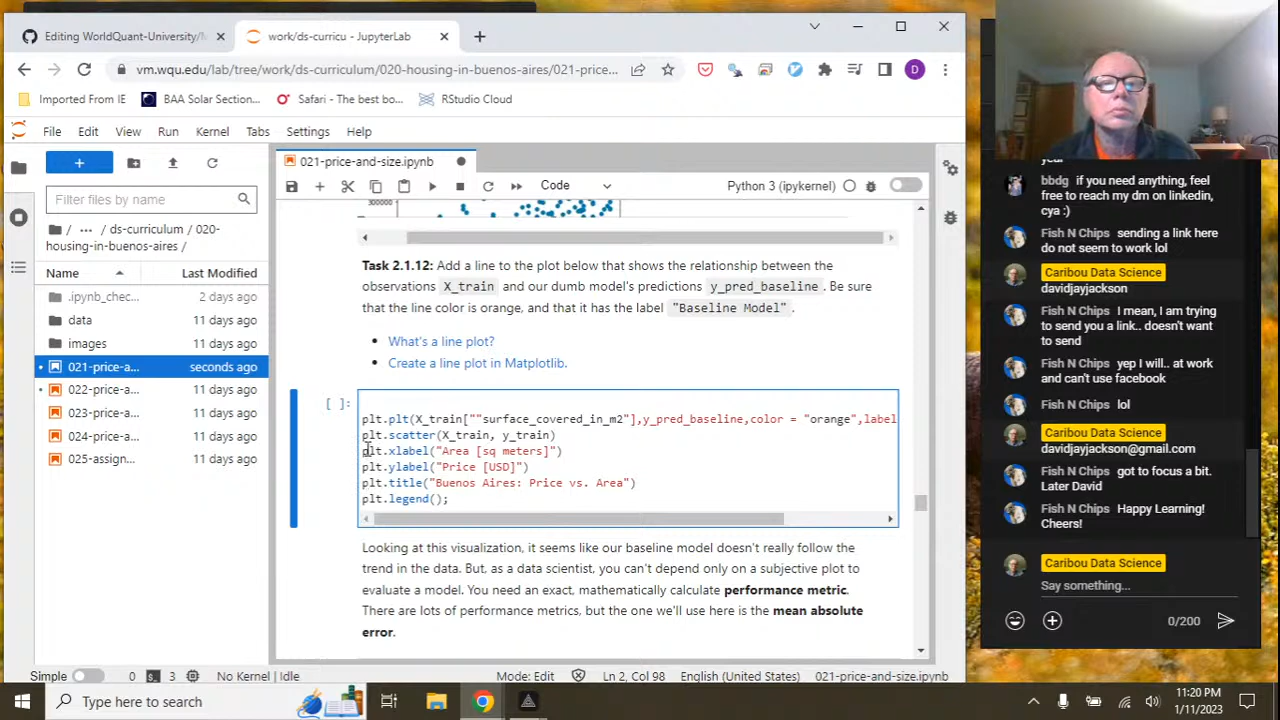 Editing WorldQuant-University/
work/ds-curricu - JupyterLab
vm.wqu.edu/lab/tree/work/ds-curriculum/020-housing-in-buenos-aires/021-price...
D
Imported From IE
BAA Solar Section...
Safari - The best bo...
RStudio Cloud
File Edit View Run Kernel Tabs Settings Help
021-price-and-size.ipynb
Code
Python 3 (ipykernel)
Filter files by name
/ ··· / ds-curriculum / 020-
housing-in-buenos-aires /
Name Last Modified
.ipynb_chec... 2 days ago
data 11 days ago
images 11 days ago
021-price-a... seconds ago
022-price-a... 11 days ago
023-price-a... 11 days ago
024-price-a... 11 days ago
025-assign... 11 days ago
300000
Task 2.1.12: Add a line to the plot below that shows the relationship between the
observations X_train and our dumb model's predictions y_pred_baseline. Be sure
that the line color is orange, and that it has the label "Baseline Model".
What's a line plot?
Create a line plot in Matplotlib.
[ ]:
plt.plt(X_train[""surface_covered_in_m2"],y_pred_baseline,color = "orange",label
plt.scatter(X_train, y_train)
plt.xlabel("Area [sq meters]")
plt.ylabel("Price [USD]")
plt.title("Buenos Aires: Price vs. Area")
plt.legend();
Looking at this visualization, it seems like our baseline model doesn't really follow the
trend in the data. But, as a data scientist, you can't depend only on a subjective plot to
evaluate a model. You need an exact, mathematically calculate performance metric.
There are lots of performance metrics, but the one we'll use here is the mean absolute
error.
Simple 0 3 No Kernel | Idle Mode: Edit Ln 2, Col 98 English (United States) 021-price-and-size.ipynb
year
bbdg if you need anything, feel
free to reach my dm on linkedin,
cya :)
Fish N Chips sending a link here
do not seem to work lol
Caribou Data Science
davidjayjackson
Fish N Chips I mean, I am trying
to send you a link.. doesn't want
to send
Fish N Chips yep I will.. at work
and can't use facebook
Fish N Chips lol
Caribou Data Science
davidjayjackson@gmail.com
Fish N Chips got to focus a bit.
Later David
Fish N Chips Happy Learning!
Cheers!
Caribou Data Science
Say something...
0/200
Type here to search
11:20 PM
1/11/2023